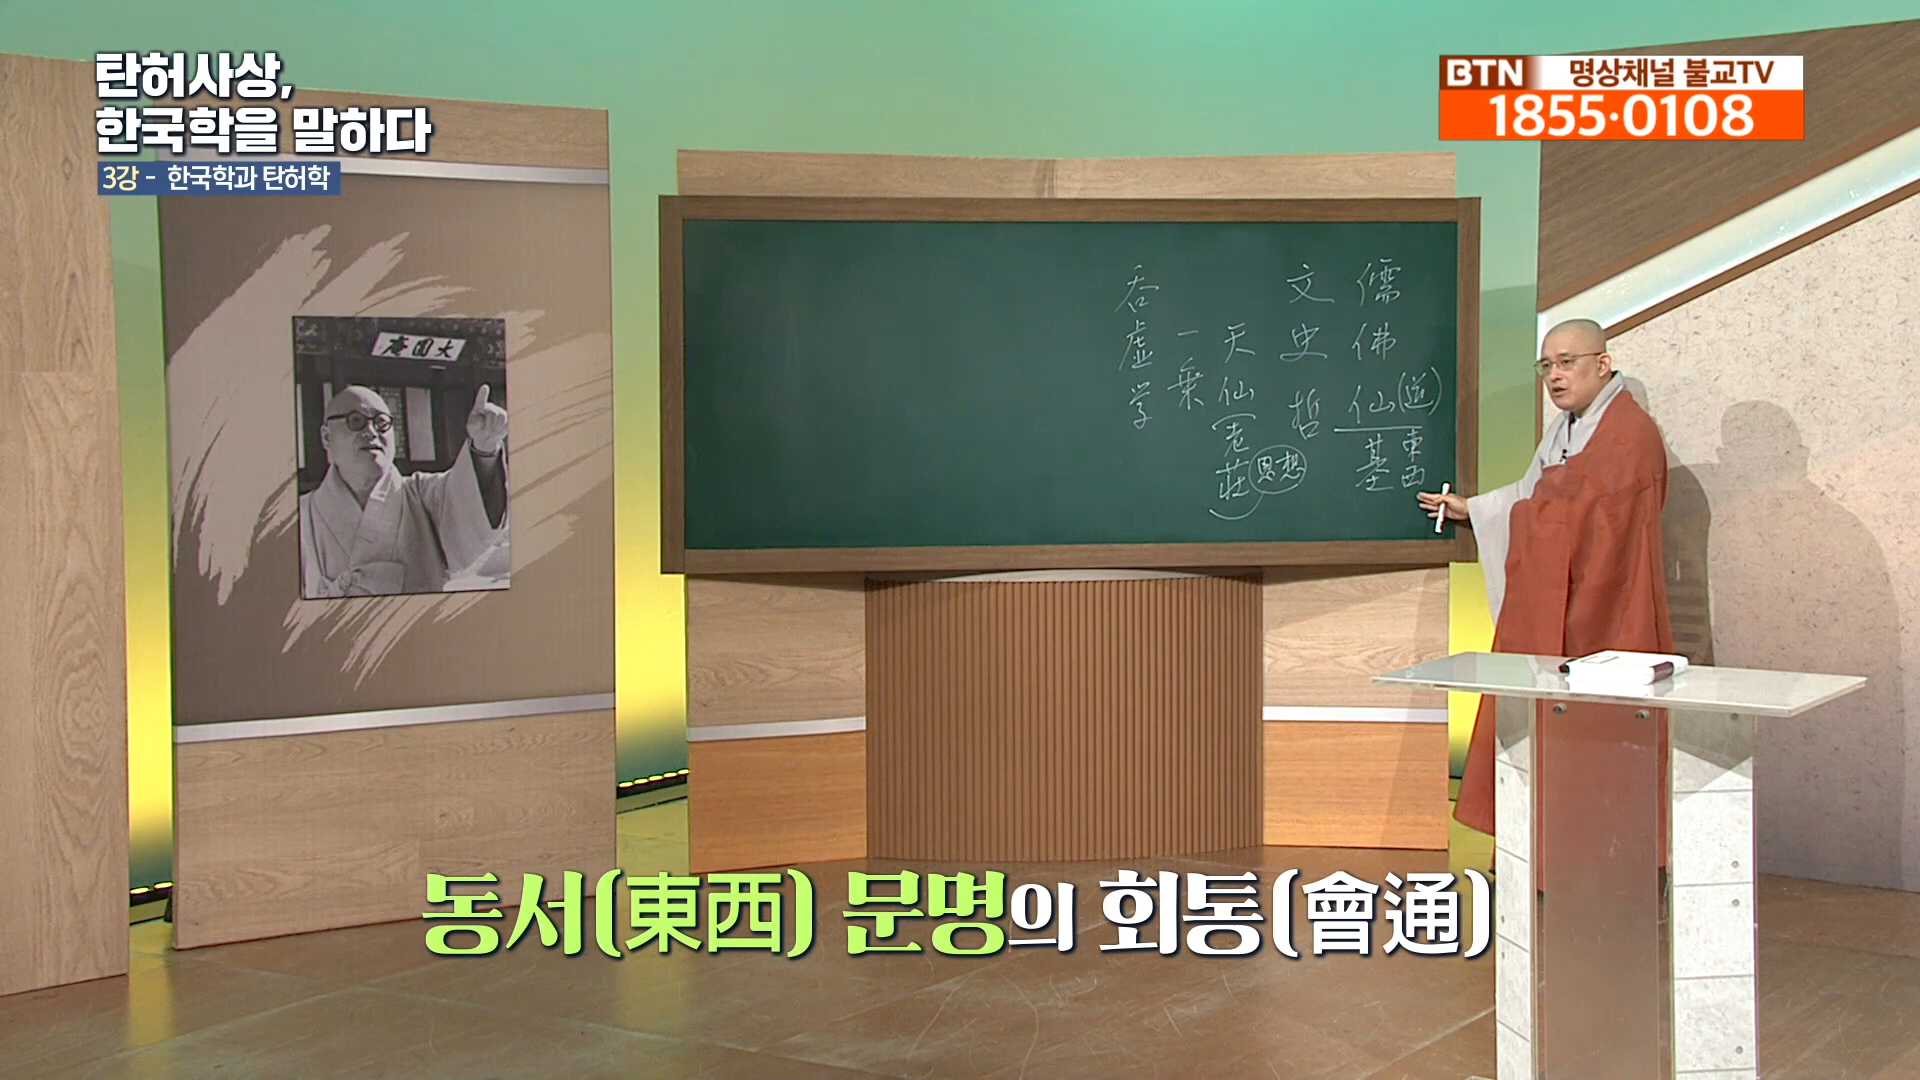 탄허사상,
한국학을 말하다
3강 - 한국학과 탄허학
BTN 명상채널 불교TV
1855·0108
儒佛仙(道)
東西
基
文史哲
天仙(老莊
思想
一乗
呑虛学
大圓庵
동서(東西) 문명의 회통(會通)